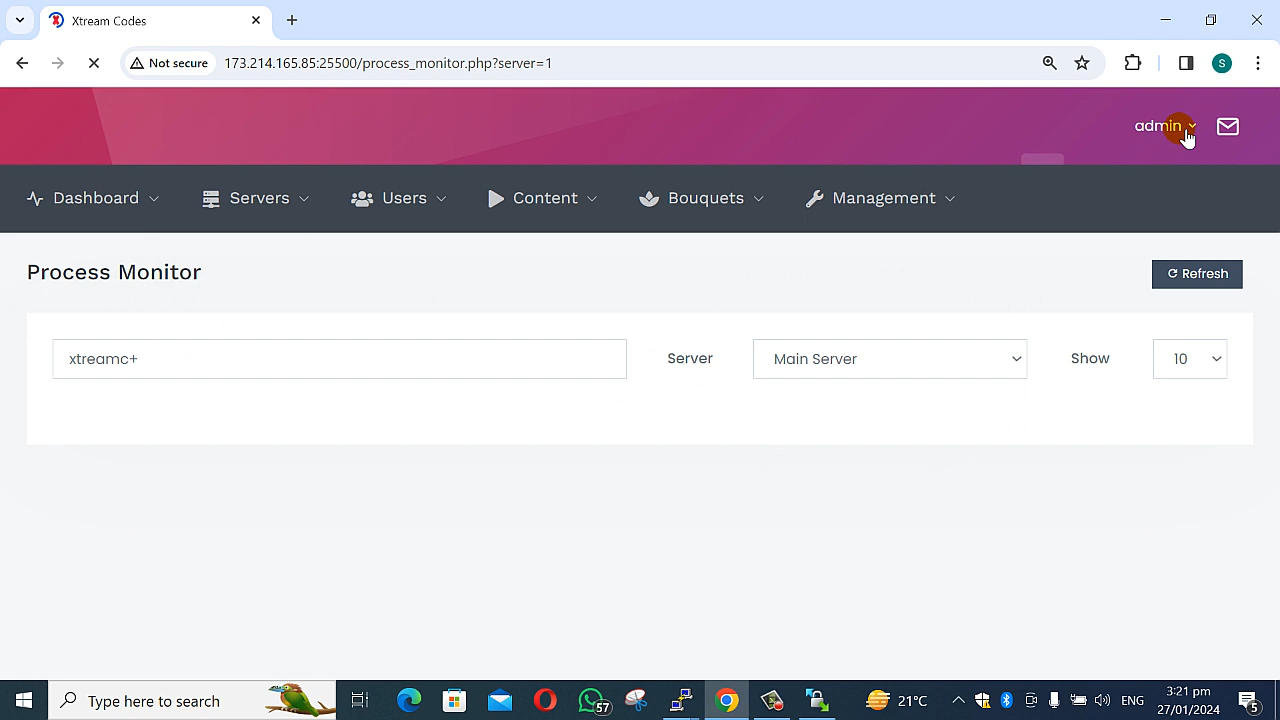 Xtream Codes
Not secure
173.214.165.85:25500/process_monitor.php?server=1
S
admin
Dashboard
Servers
Users
Content
Bouquets
Management
Process Monitor
Refresh
xtreamc+
Server
Main Server
Show
10
Type here to search
57
21°C
ENG
3:21 pm
27/01/2024
5